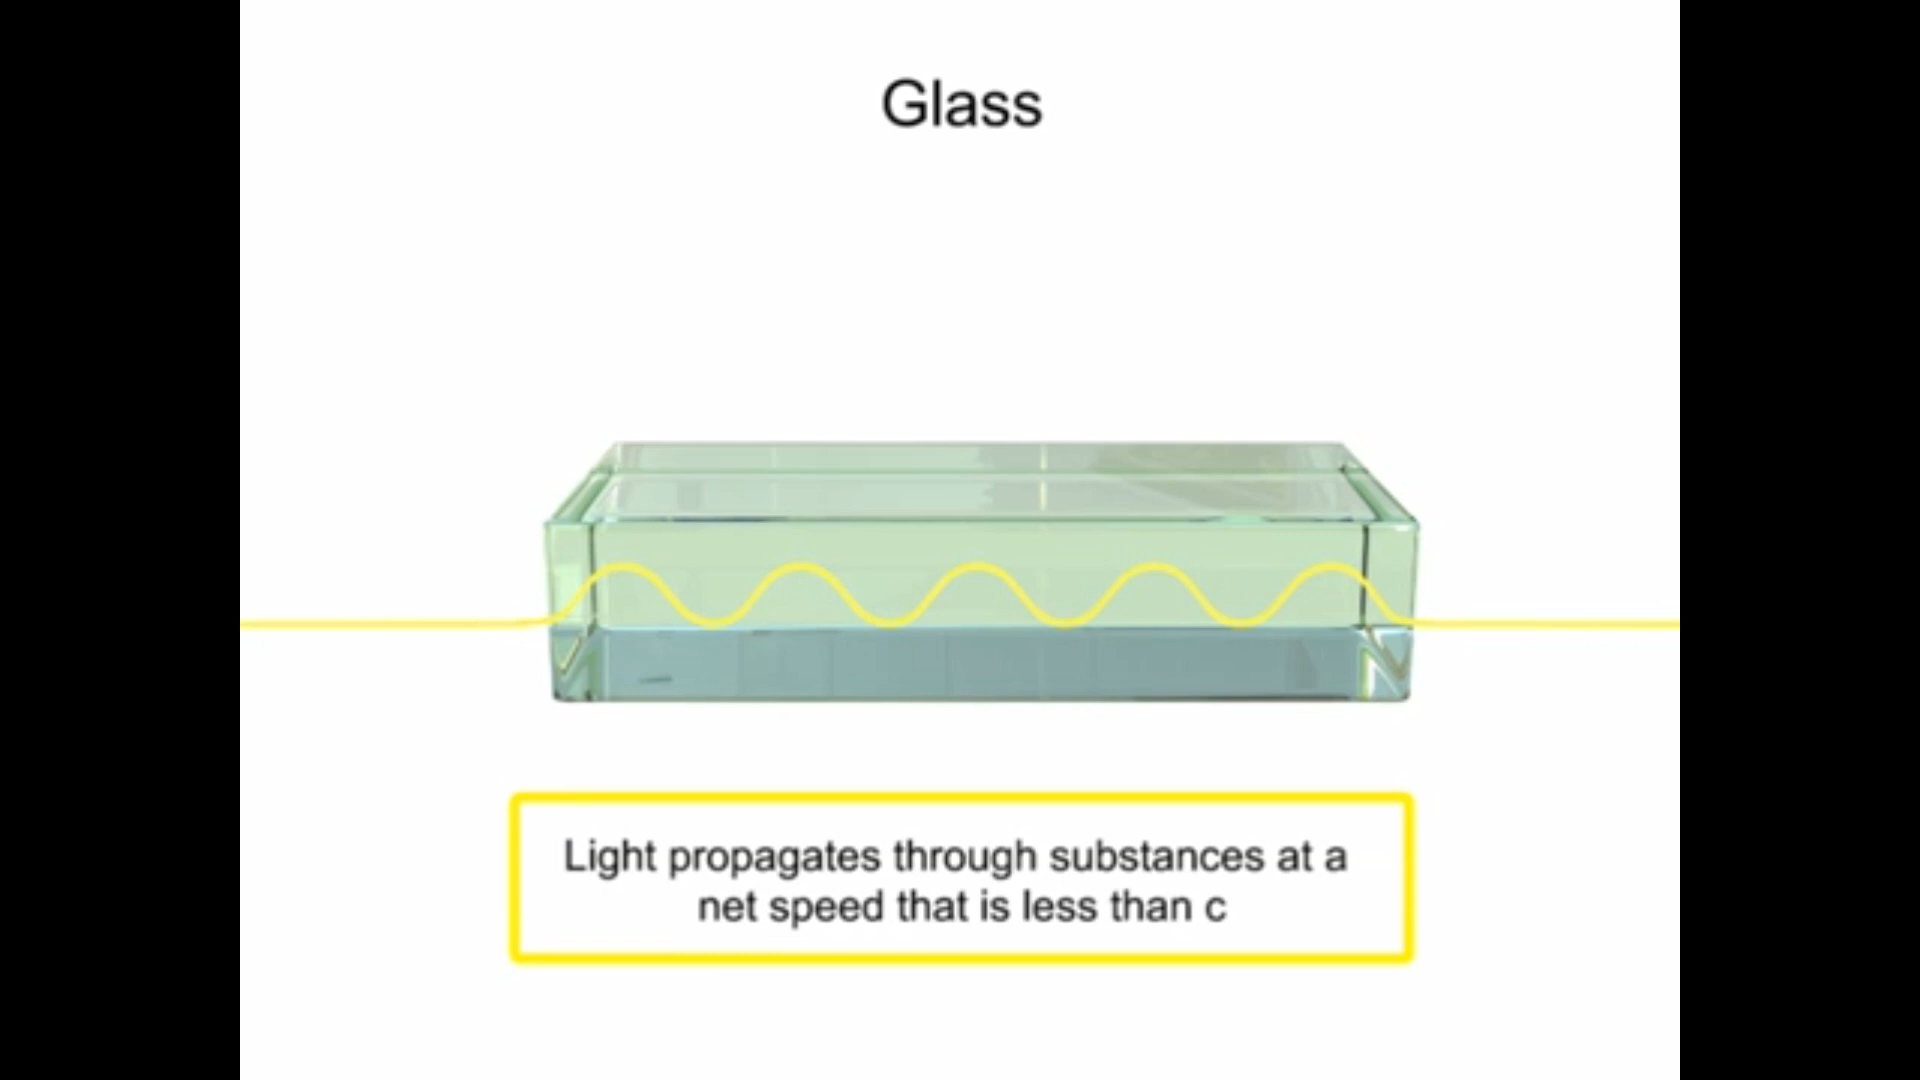 Glass
Light propagates through substances at a
net speed that is less than c